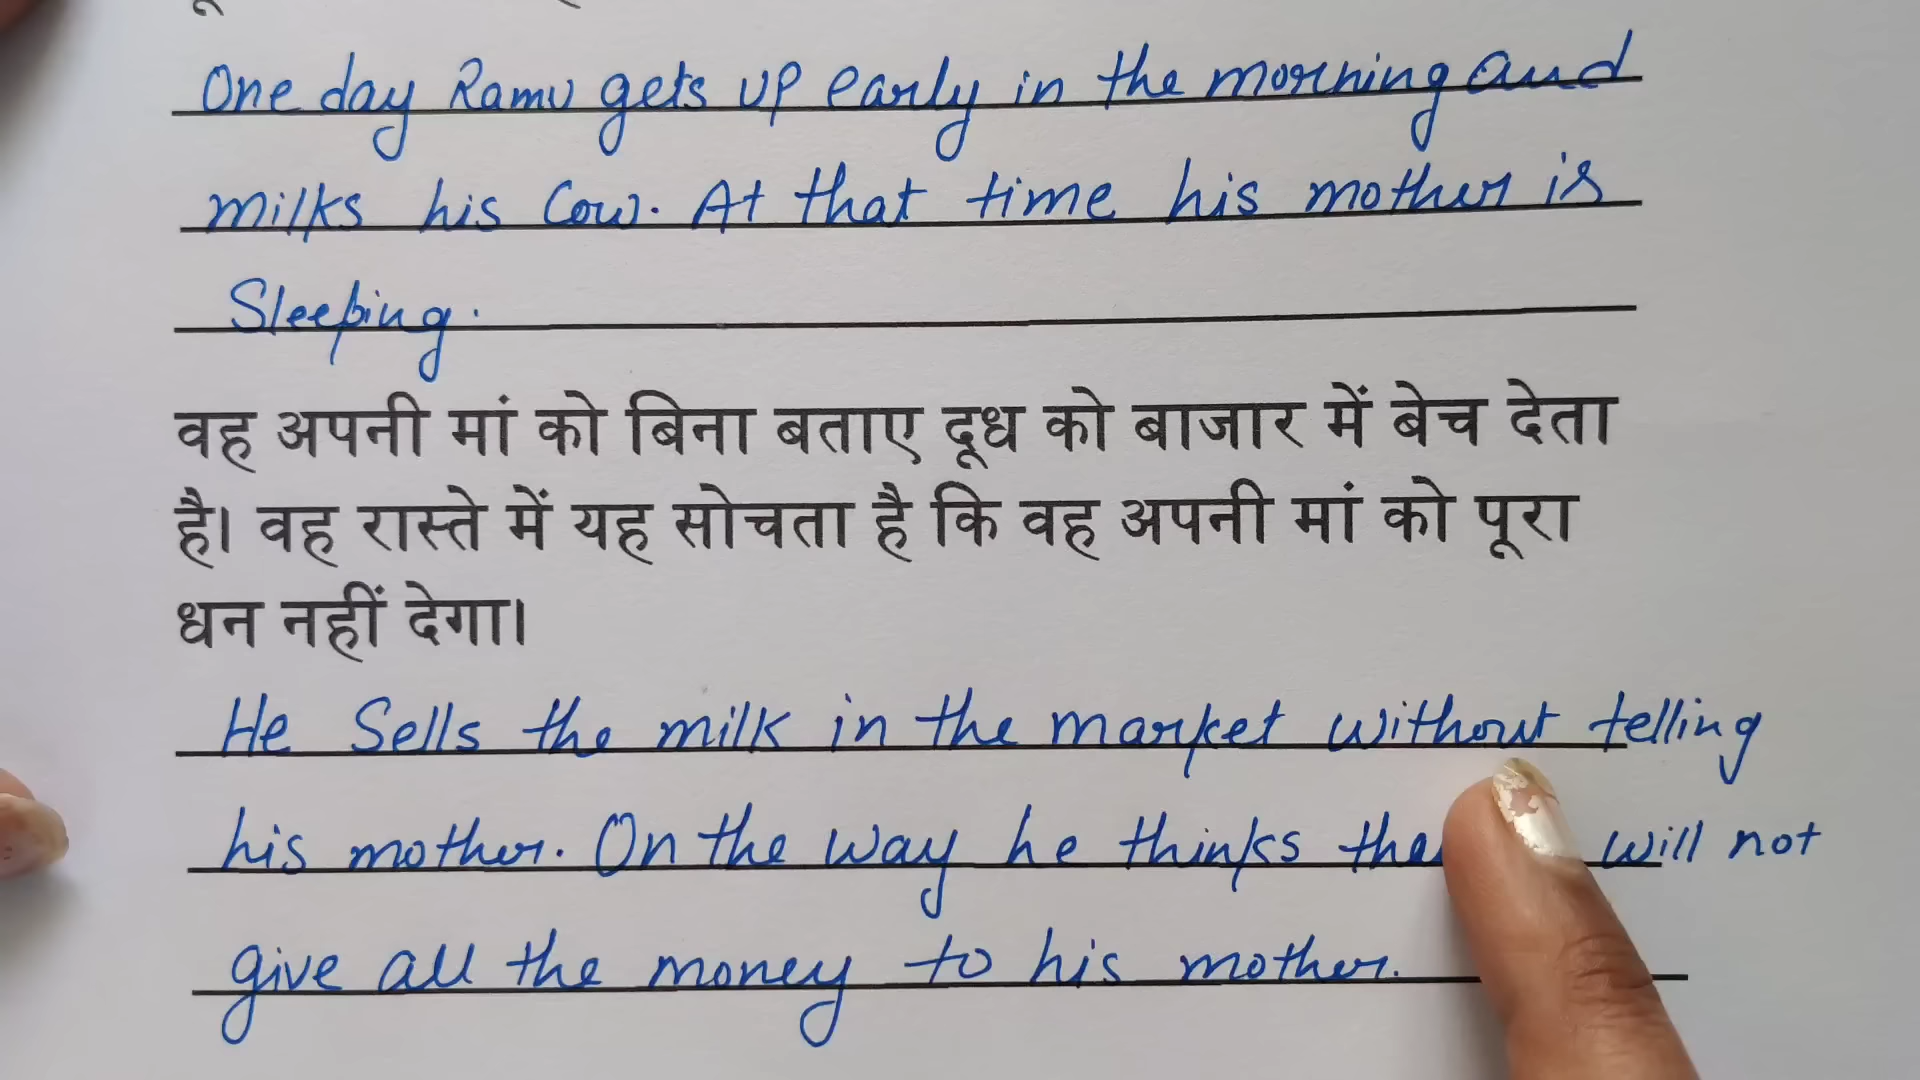 One day Ramu gets up early in the morning and
milks his Cow. At that time his mother is
Sleeping.
वह अपनी मां को बिना बताए दूध को बाजार में बेच देता
है। वह रास्ते में यह सोचता है कि वह अपनी मां को पूरा
धन नहीं देगा।
He Sells the milk in the market without telling
his mother. On the way he thinks will not
give all the money to his mother.